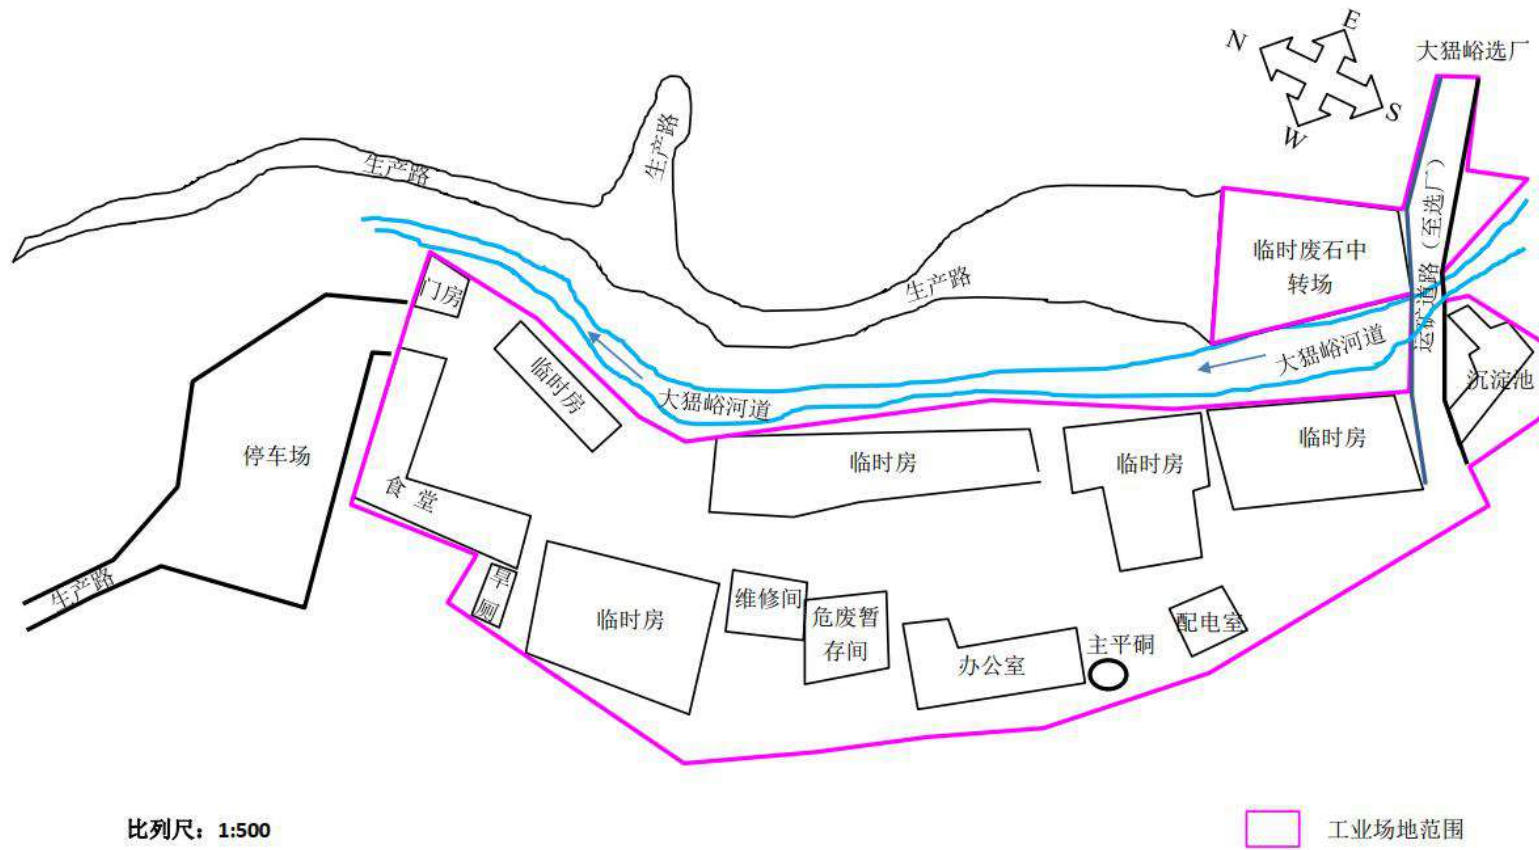 E
N
大猖峪选厂
S
W
生产路
生产路
运矿道路（至选厂）
临时废石中
转场
生产路
门房
大猖峪河道
临时房
大猖峪河道
沉淀池
停车场
临时房
临时房
临时房
食堂
生产路
旱
厕
维修间
临时房
危废暂
存间
配电室
主平硐
办公室
比列尺：1:500
工业场地范围